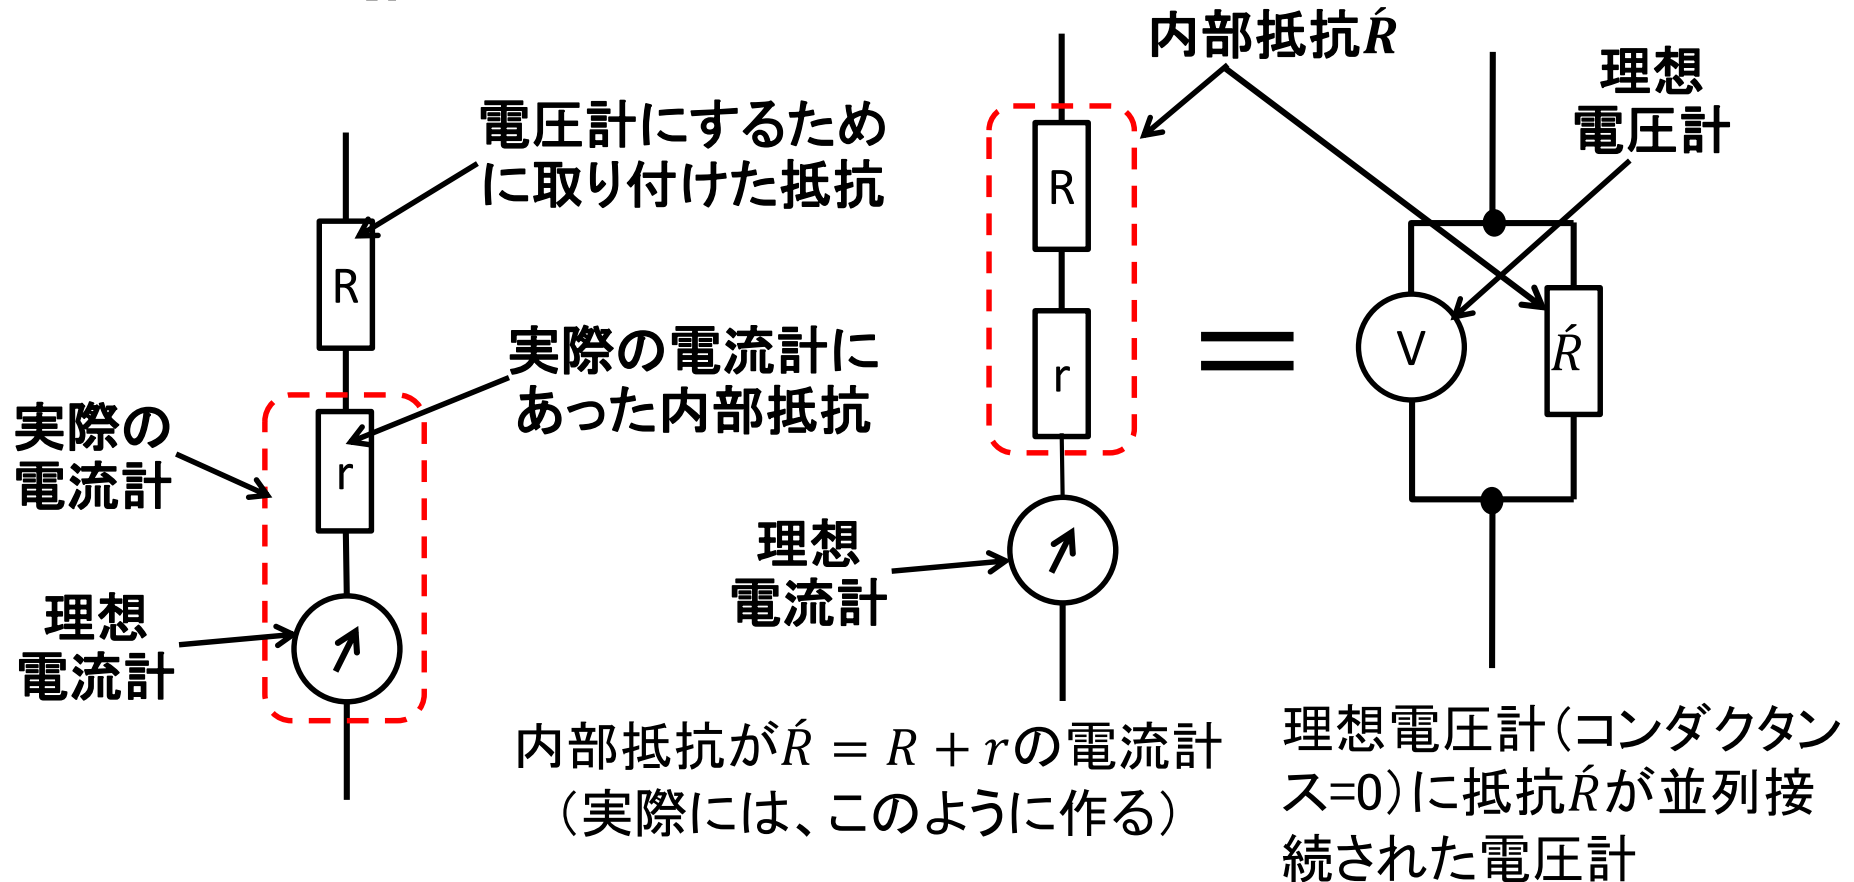 電圧計にするため
に取り付けた抵抗
R
実際の電流計に
あった内部抵抗
実際の
電流計
r
理想
電流計
内部抵抗Ŕ
R
r
理想
電流計
内部抵抗がŔ = R + rの電流計
（実際には、このように作る）
=
理想
電圧計
V
Ŕ
理想電圧計（コンダクタン
ス=0）に抵抗Ŕが並列接
続された電圧計